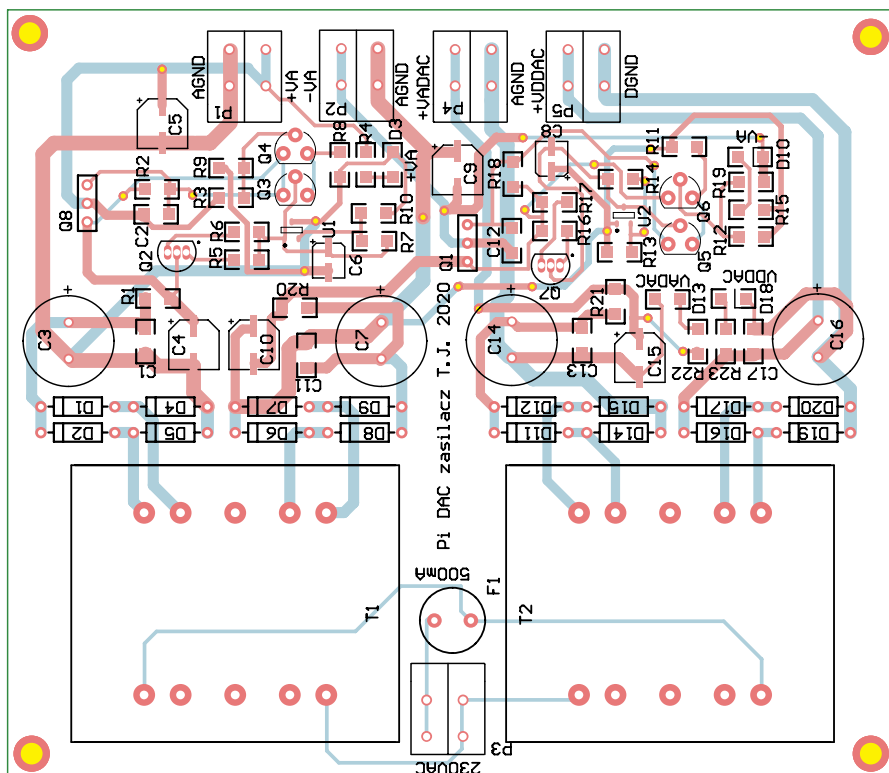 AGND
+VA
-VA
AGND
+VADAC
AGND
+VDDAC
DGND
P1
P2
P4
P5
C5
Q4
Q3
R8
R4
D3
+VA
C8
R11
VA
D10
R2
R9
R3
C2
Q8
R18
C9
R14
R17
R19
Q6
R15
R10
R7
U1
R6
R5
C6
Q2
Q1
C12
R16
U2
R13
R12
Q5
Q7
R1
R20
R21
VADAC
D13
VDDAC
D18
C3
C4
C10
C7
C14
C15
C16
C1
C11
C13
R22
R23
C17
D1
D4
D7
D9
D12
D15
D17
D20
D2
D5
D6
D8
D11
D14
D16
D19
Pi DAC zasilacz T.J. 2020
500mA
F1
T1
T2
P3
230VAC